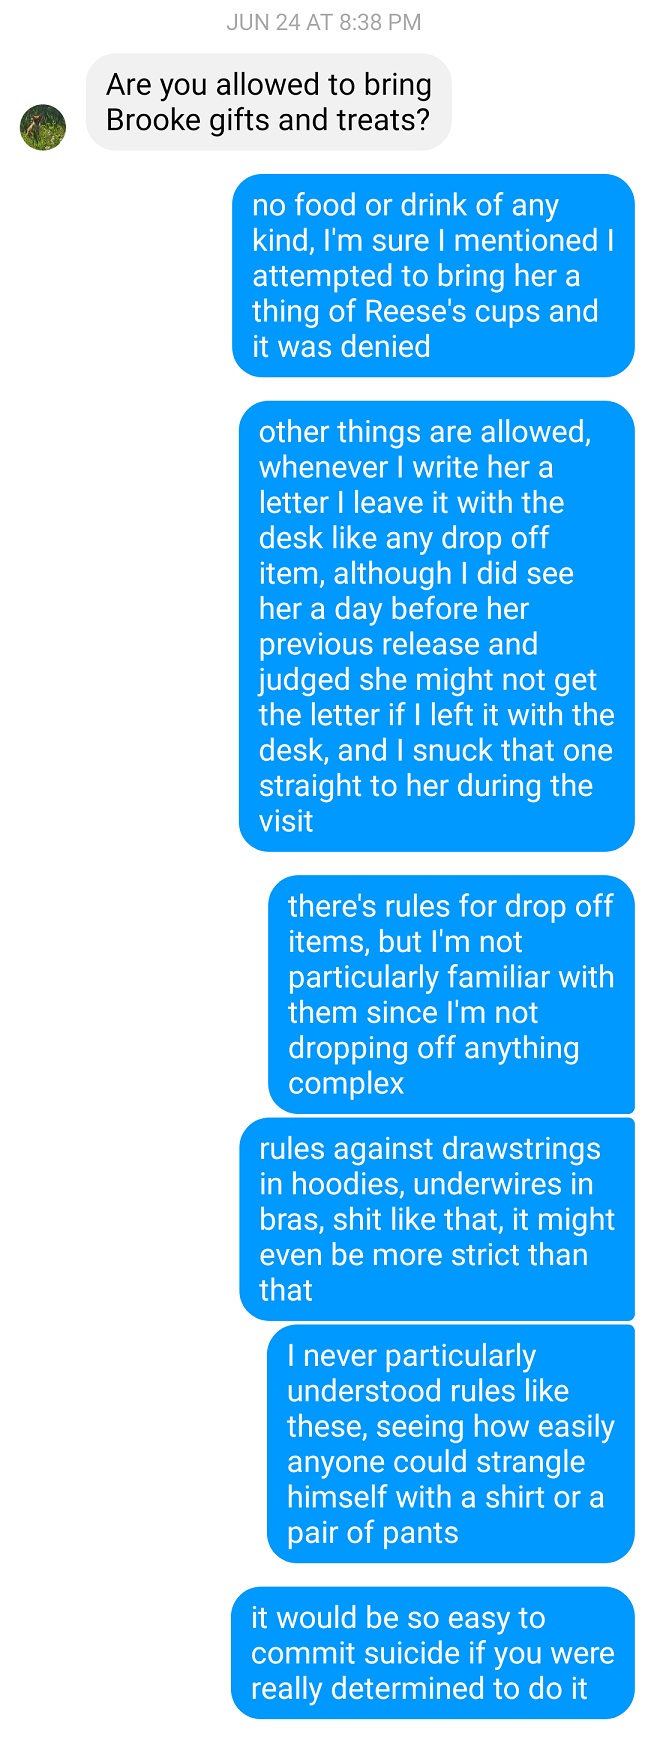 JUN 24 AT 8:38 PM
Are you allowed to bring
Brooke gifts and treats?
no food or drink of any
kind, I'm sure I mentioned I
attempted to bring her a
thing of Reese's cups and
it was denied
other things are allowed,
whenever I write her a
letter I leave it with the
desk like any drop off
item, although I did see
her a day before her
previous release and
judged she might not get
the letter if I left it with the
desk, and I snuck that one
straight to her during the
visit
there's rules for drop off
items, but I'm not
particularly familiar with
them since I'm not
dropping off anything
complex
rules against drawstrings
in hoodies, underwires in
bras, shit like that, it might
even be more strict than
that
I never particularly
understood rules like
these, seeing how easily
anyone could strangle
himself with a shirt or a
pair of pants
it would be so easy to
commit suicide if you were
really determined to do it